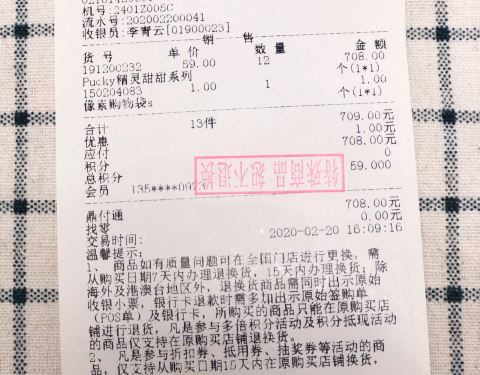 机号:2401Z005C
流水号:202002200041
收银员:李青云[01900023]
销 售
货 号 单 价 数 量 金 额
191200232 59.00 12 708.00
Pucky精灵甜甜系列 个(1*1)
150204083 1.00 1 1.00
像素购物袋s 个(1*1)
合计 13件 709.00元
优惠 1.00元
应付 708.00元
积分 0
总积分 59.000
会员 135****0973
特殊商品 恕不退换
鼎付通 708.00元
找零 0.00元
交易时间: 2020-02-20 16:09:16
温馨提示:
1、 商品如有质量问题可在全国门店进行更换, 需
从购买日期7天内办理退换货, 15天内办理换货; 除
海外及港澳台地区外, 退换货商品需同时出示原始
收银小票, 银行卡退款时需多加出示原始签购单
(POS单) 及银行卡, 所购买的商品只能在原购买店
铺进行退货, 凡是参与多倍积分活动及积分抵现活动
的商品仅支持在原购买店铺退换货。
2、 凡是参与折扣券、抵用券、抽奖券等活动的商
品, 仅支持从购买日期15天内在原购买店铺换货,